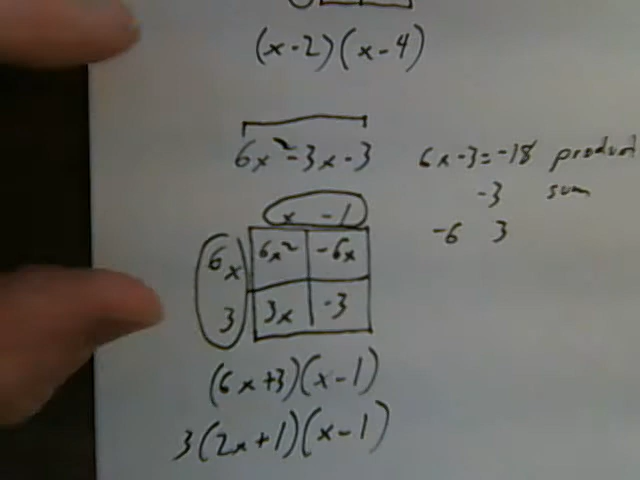 (x-2)(x-4)
6x²-3x-3
6x-3=-18 product
-3 sum
-6 3
x -1
6x 6x² -6x
3 3x -3
(6x+3)(x-1)
3(2x+1)(x-1)